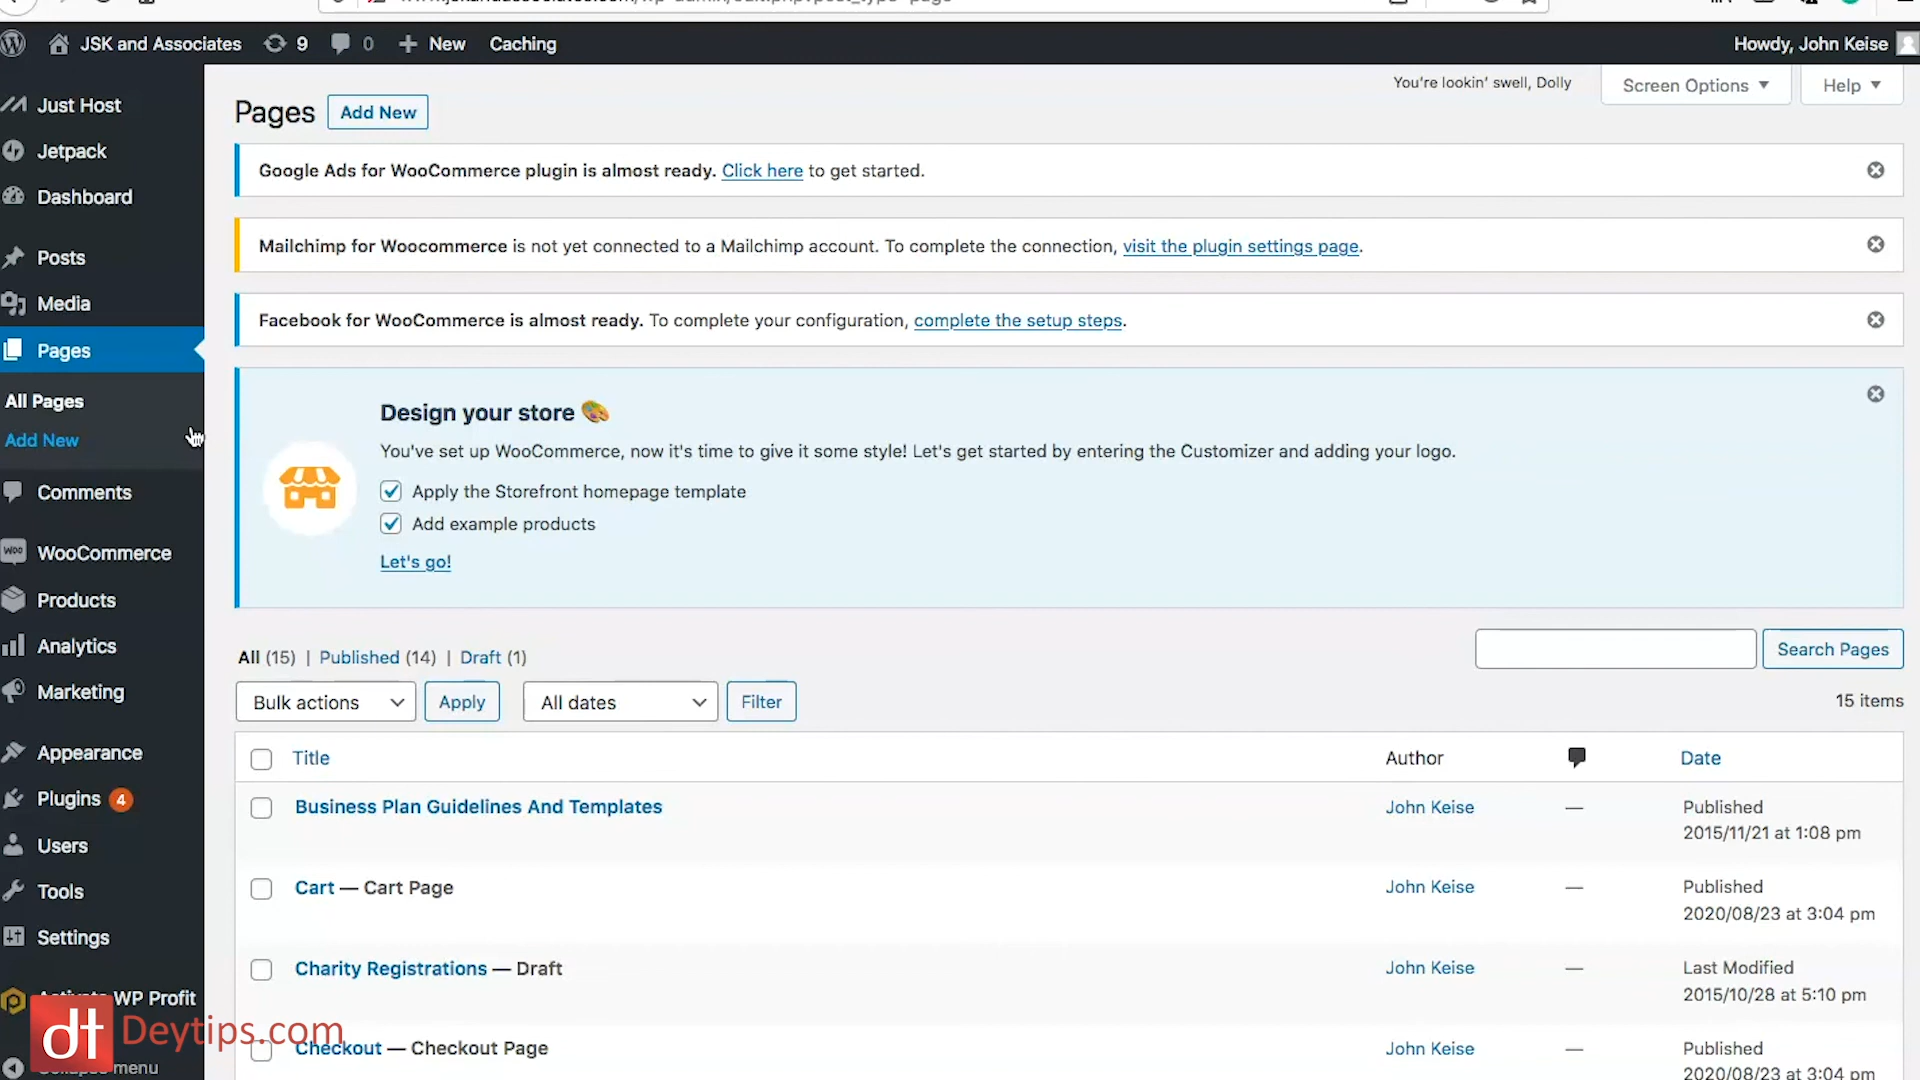 JSK and Associates 9 0 New Caching Howdy, John Keise
Just Host
Jetpack
Dashboard
Posts
Media
Pages
All Pages
Add New
Comments
WooCommerce
Products
Analytics
Marketing
Appearance
Plugins 4
Users
Tools
Settings
WP Profit
menu
You're lookin' swell, Dolly Screen Options Help
Pages Add New
Google Ads for WooCommerce plugin is almost ready. Click here to get started.
Mailchimp for Woocommerce is not yet connected to a Mailchimp account. To complete the connection, visit the plugin settings page.
Facebook for WooCommerce is almost ready. To complete your configuration, complete the setup steps.
Design your store
You've set up WooCommerce, now it's time to give it some style! Let's get started by entering the Customizer and adding your logo.
Apply the Storefront homepage template
Add example products
Let's go!
All (15) | Published (14) | Draft (1)
Search Pages
Bulk actions Apply All dates Filter 15 items
Title Author Date
Business Plan Guidelines And Templates John Keise — Published
2015/11/21 at 1:08 pm
Cart — Cart Page John Keise — Published
2020/08/23 at 3:04 pm
Charity Registrations — Draft John Keise — Last Modified
2015/10/28 at 5:10 pm
Checkout — Checkout Page John Keise — Published
2020/08/23 at 3:04 pm
dt Deytips.com